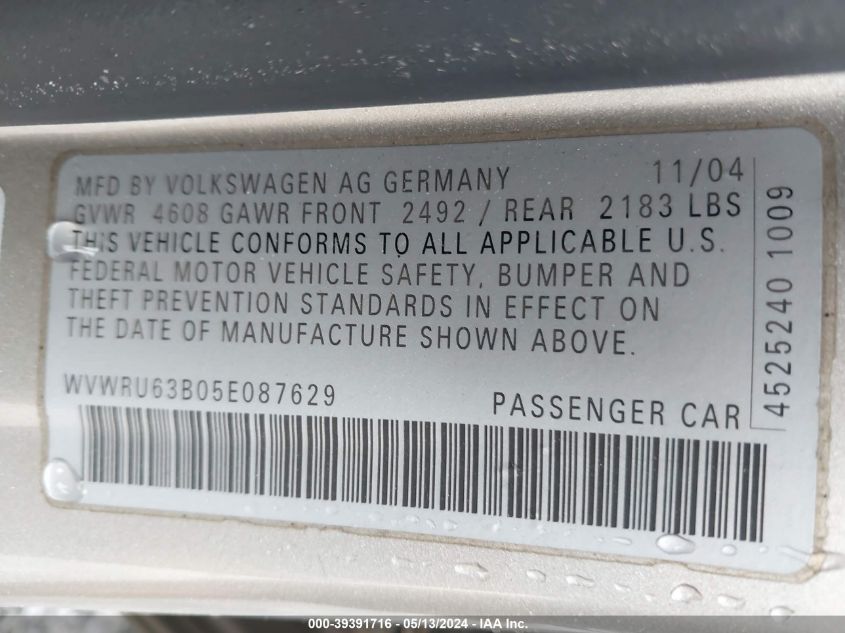 MFD BY VOLKSWAGEN AG GERMANY 11/04
GVWR 4608 GAWR FRONT 2492 / REAR 2183 LBS
THIS VEHICLE CONFORMS TO ALL APPLICABLE U.S.
FEDERAL MOTOR VEHICLE SAFETY, BUMPER AND
THEFT PREVENTION STANDARDS IN EFFECT ON
THE DATE OF MANUFACTURE SHOWN ABOVE.
WVWRU63B05E087629 PASSENGER CAR
4525240 1009
000-39391716 - 05/13/2024 - IAA Inc.